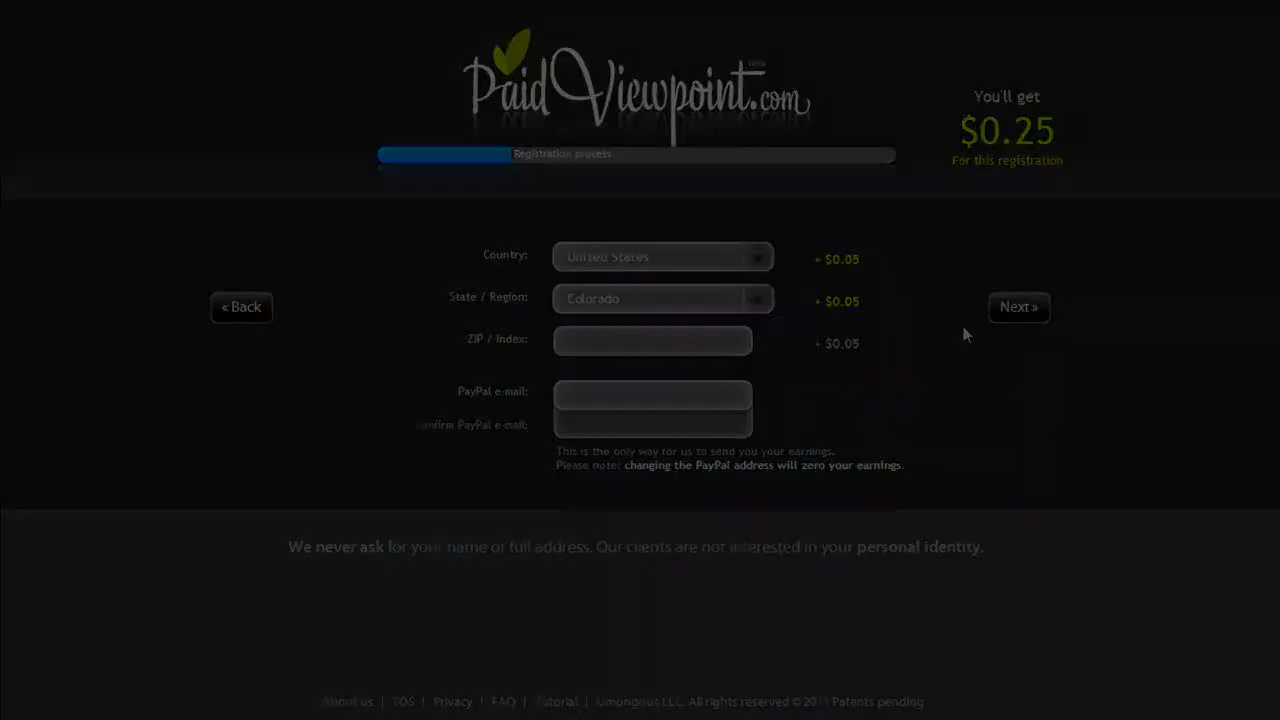 PaidViewpoint.com
beta
You'll get
$0.25
For this registration
Registration process
Country:
United States
+ $0.05
State / Region:
Colorado
+ $0.05
« Back
Next »
ZIP / Index:
+ $0.05
PayPal e-mail:
Confirm PayPal e-mail:
This is the only way for us to send you your earnings.
Please note: changing the PayPal address will zero your earnings.
We never ask for your name or full address. Our clients are not interested in your personal identity.
About us | TOS | Privacy | FAQ | Tutorial | Umongous LLC. All rights reserved © Patents pending